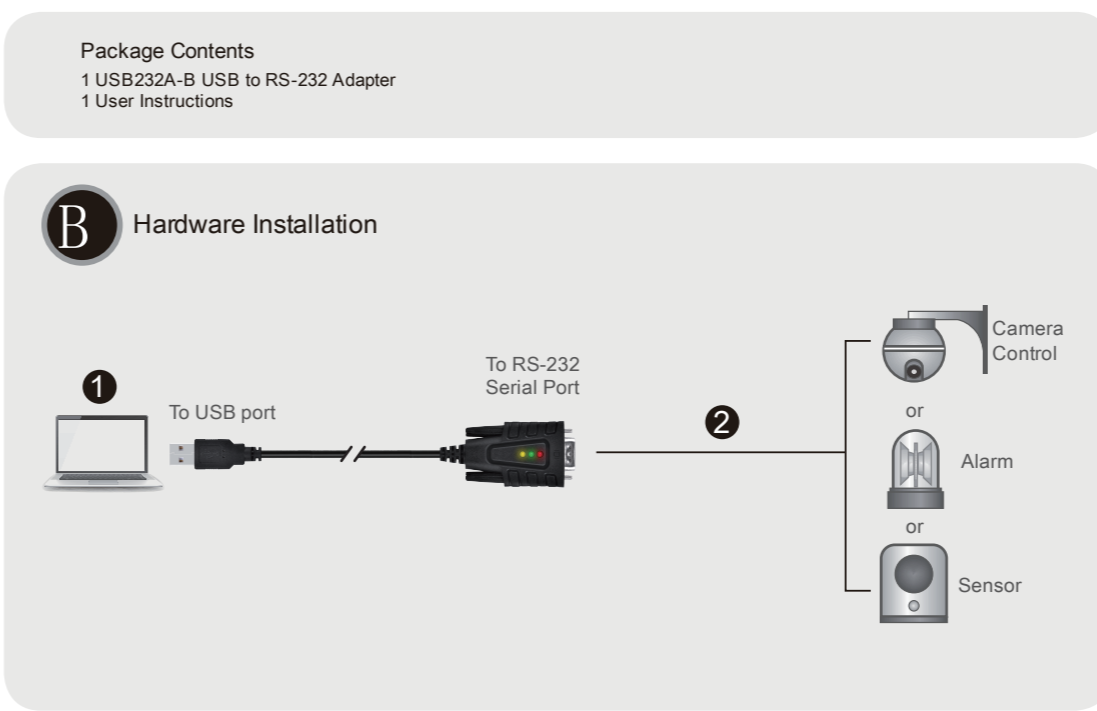 Package Contents
1 USB232A-B USB to RS-232 Adapter
1 User Instructions
B
Hardware Installation
1
To USB port
To RS-232
Serial Port
2
Camera
Control
or
Alarm
or
Sensor